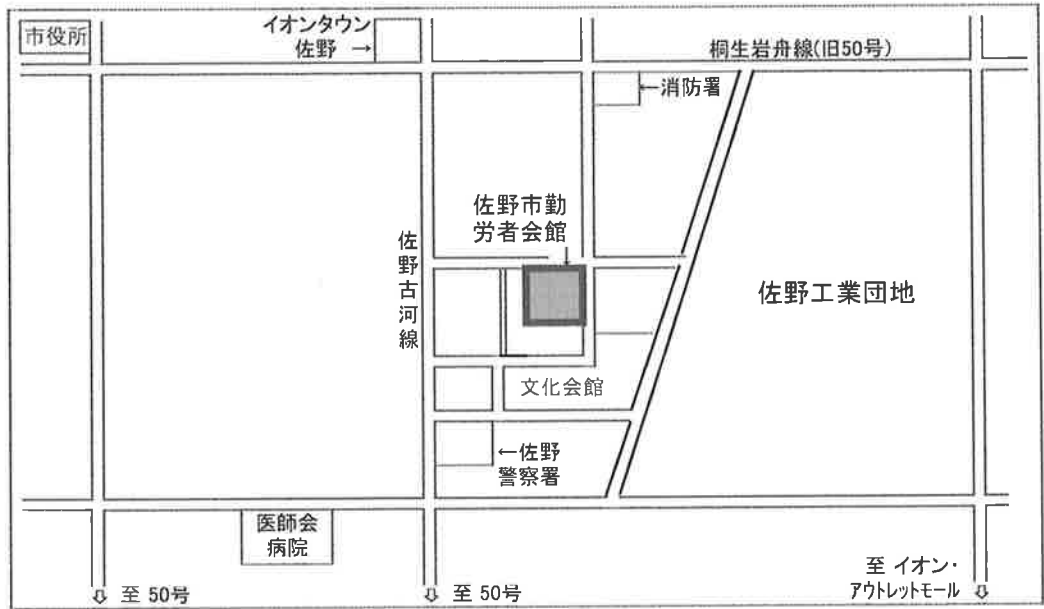 市役所
イオンタウン
佐野 →
桐生岩舟線(旧50号)
←消防署
佐野市勤
労者会館
↓
佐野古河線
佐野工業団地
文化会館
←佐野
警察署
医師会
病院
至 50号
至 50号
至 イオン・
アウトレットモール